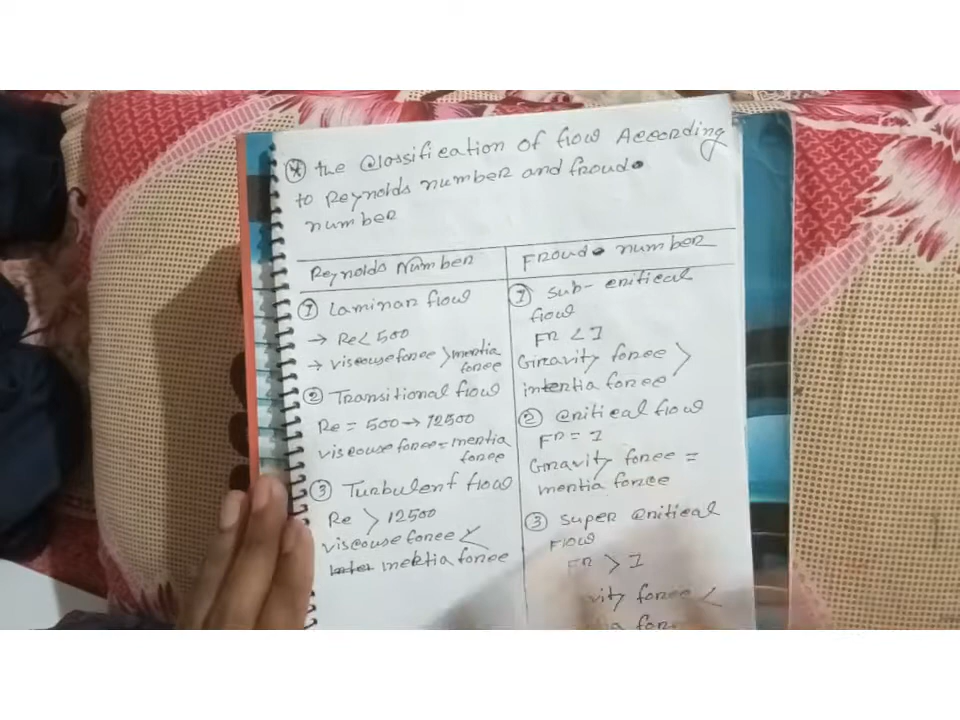 * the Classification of flow According
to Reynolds number and froude
number
Reynolds Number
① Laminar flow
→ Re < 500
→ viscouse force > inertia
force
② Transitional flow
Re = 500 → 12500
viscouse force = inertia
force
③ Turbulent flow
Re > 12500
viscouse force <
inertia force
Froude number
① Sub-critical
flow
FR < 1
Gravity force >
intertia force
② critical flow
FR = 1
Gravity force =
inertia force
③ super critical
flow
FR > 1
force <